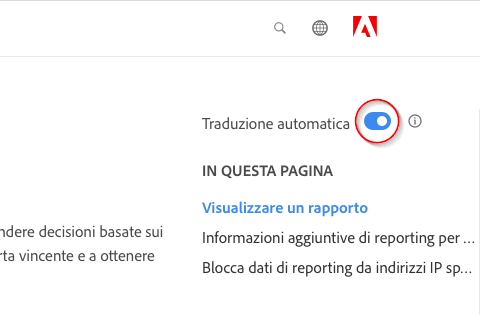 Traduzione automatica
IN QUESTA PAGINA
Visualizzare un rapporto
ndere decisioni basate sui
Informazioni aggiuntive di reporting per ...
rta vincente e a ottenere
Blocca dati di reporting da indirizzi IP sp...